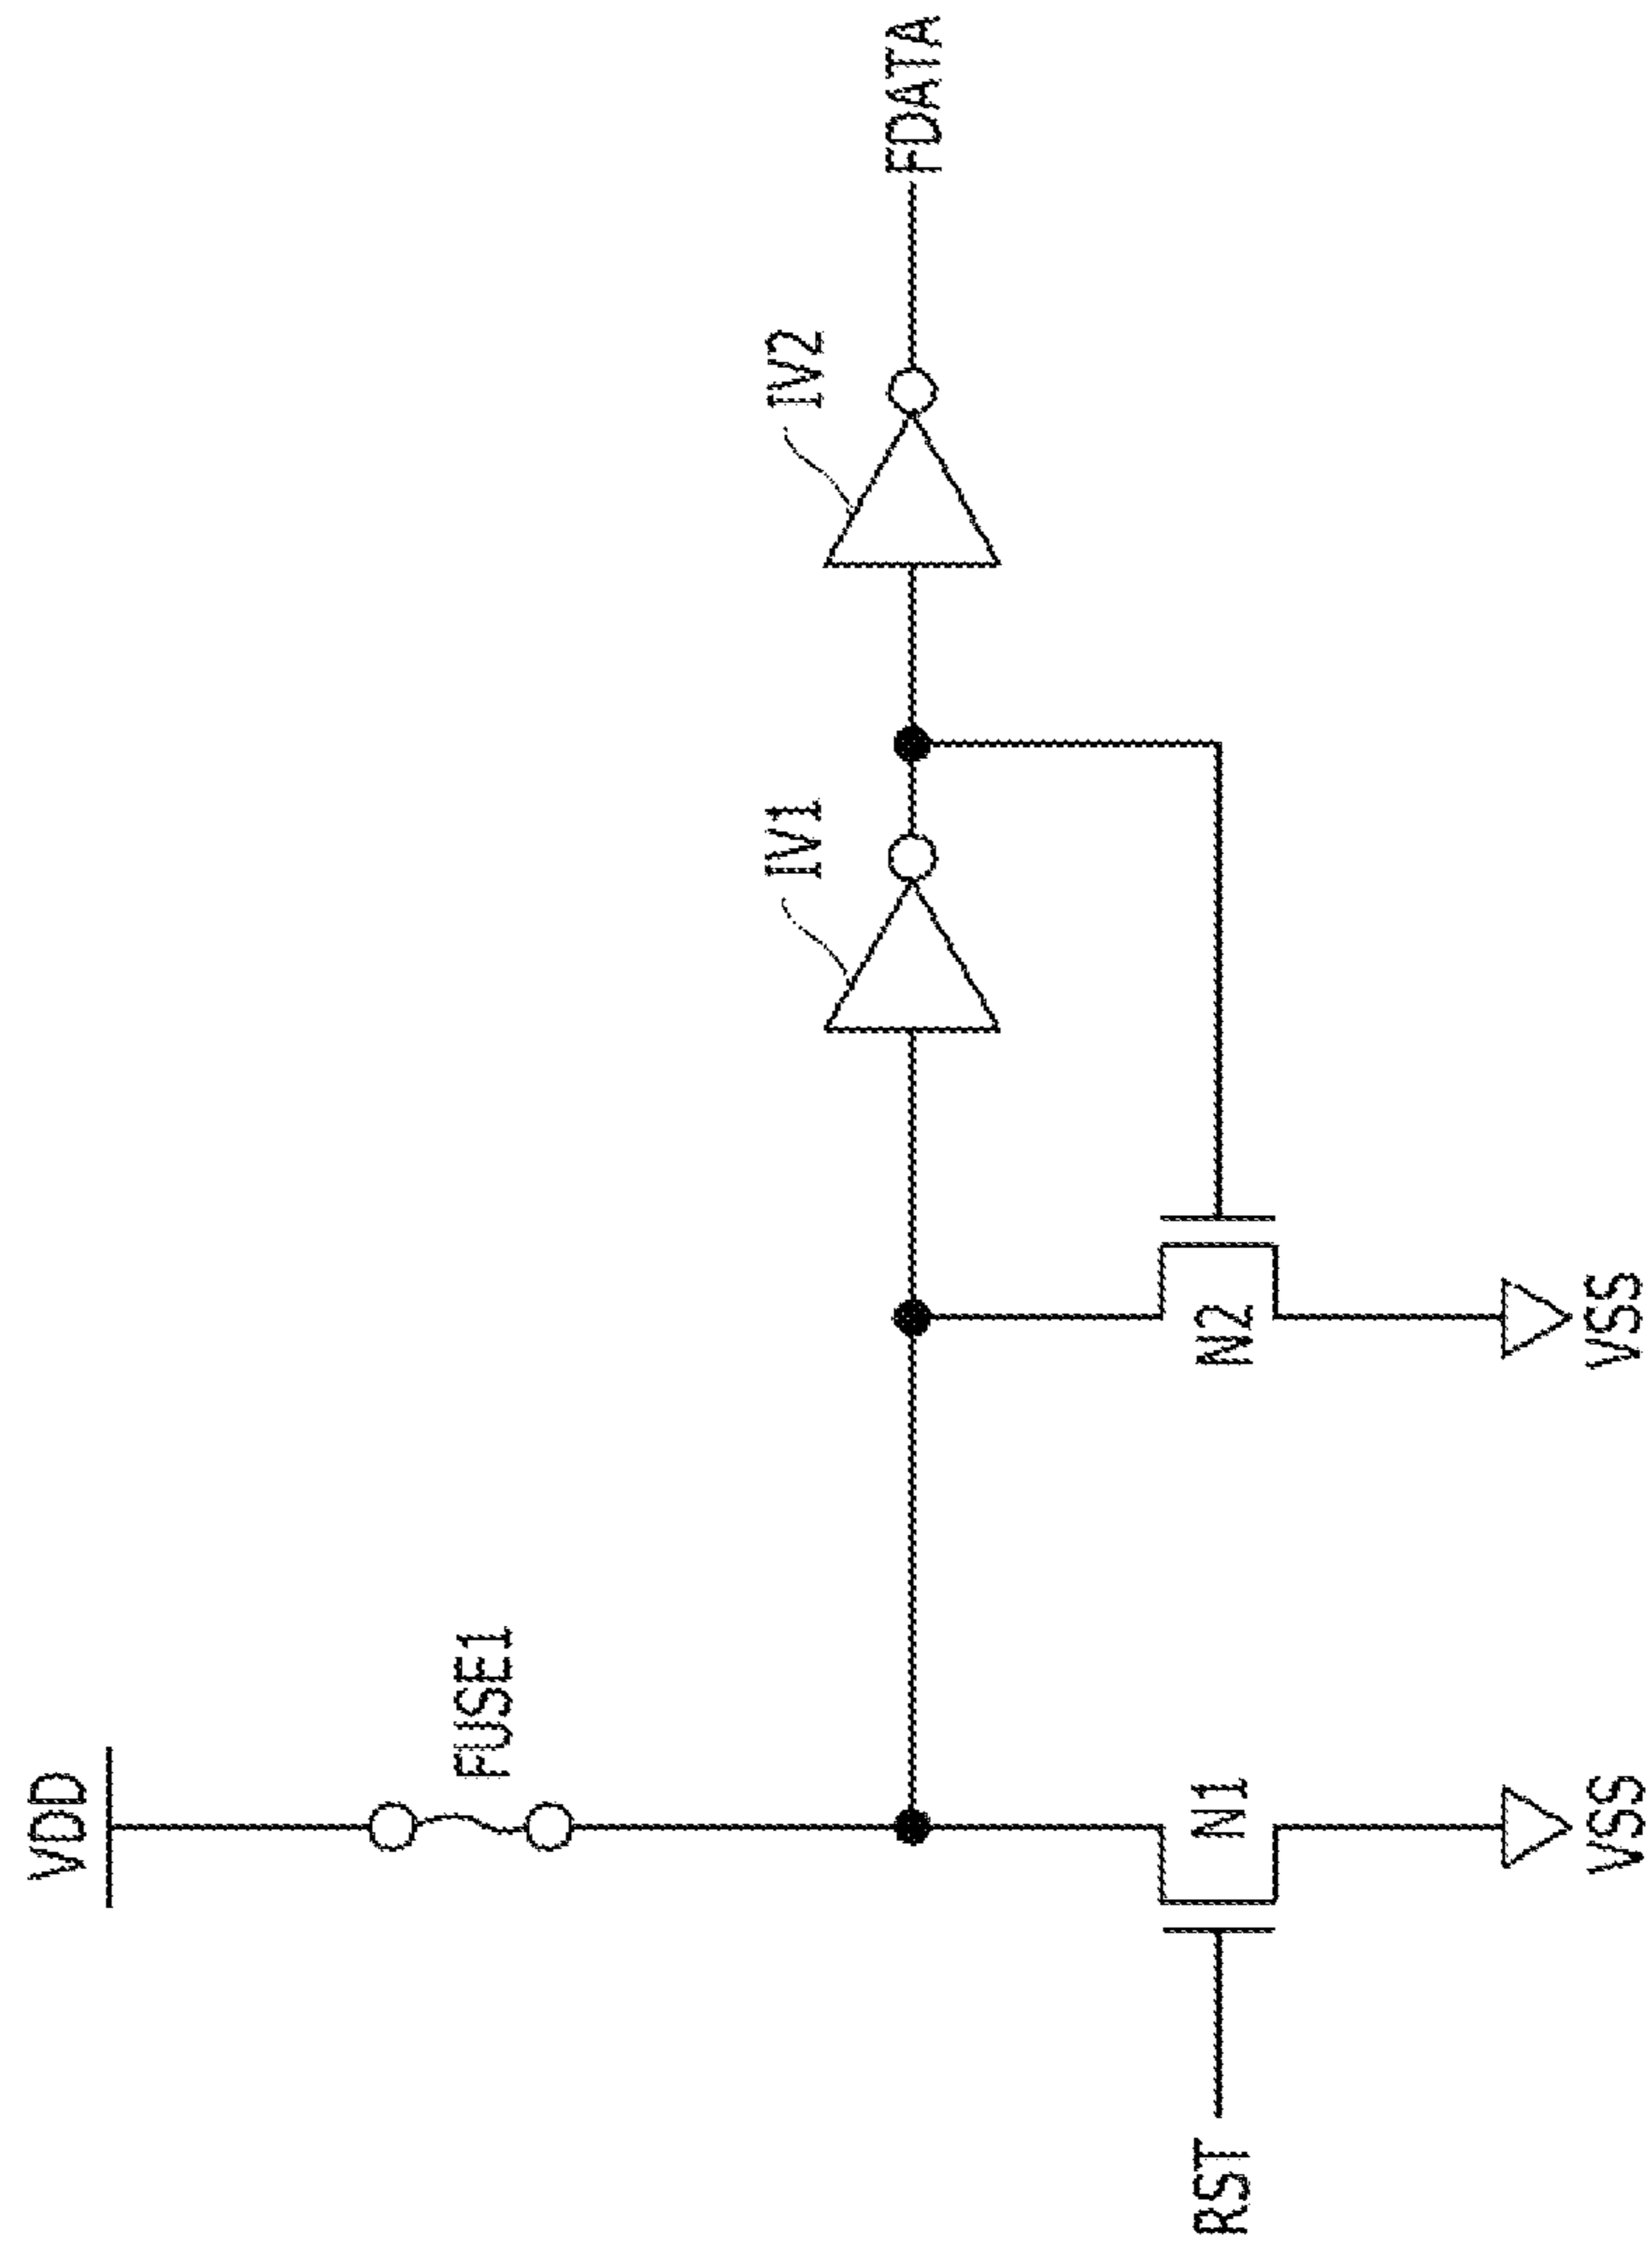 VDD
FUSE1
IV1
IV2
FDATA
RST
N1
N2
VSS
VSS